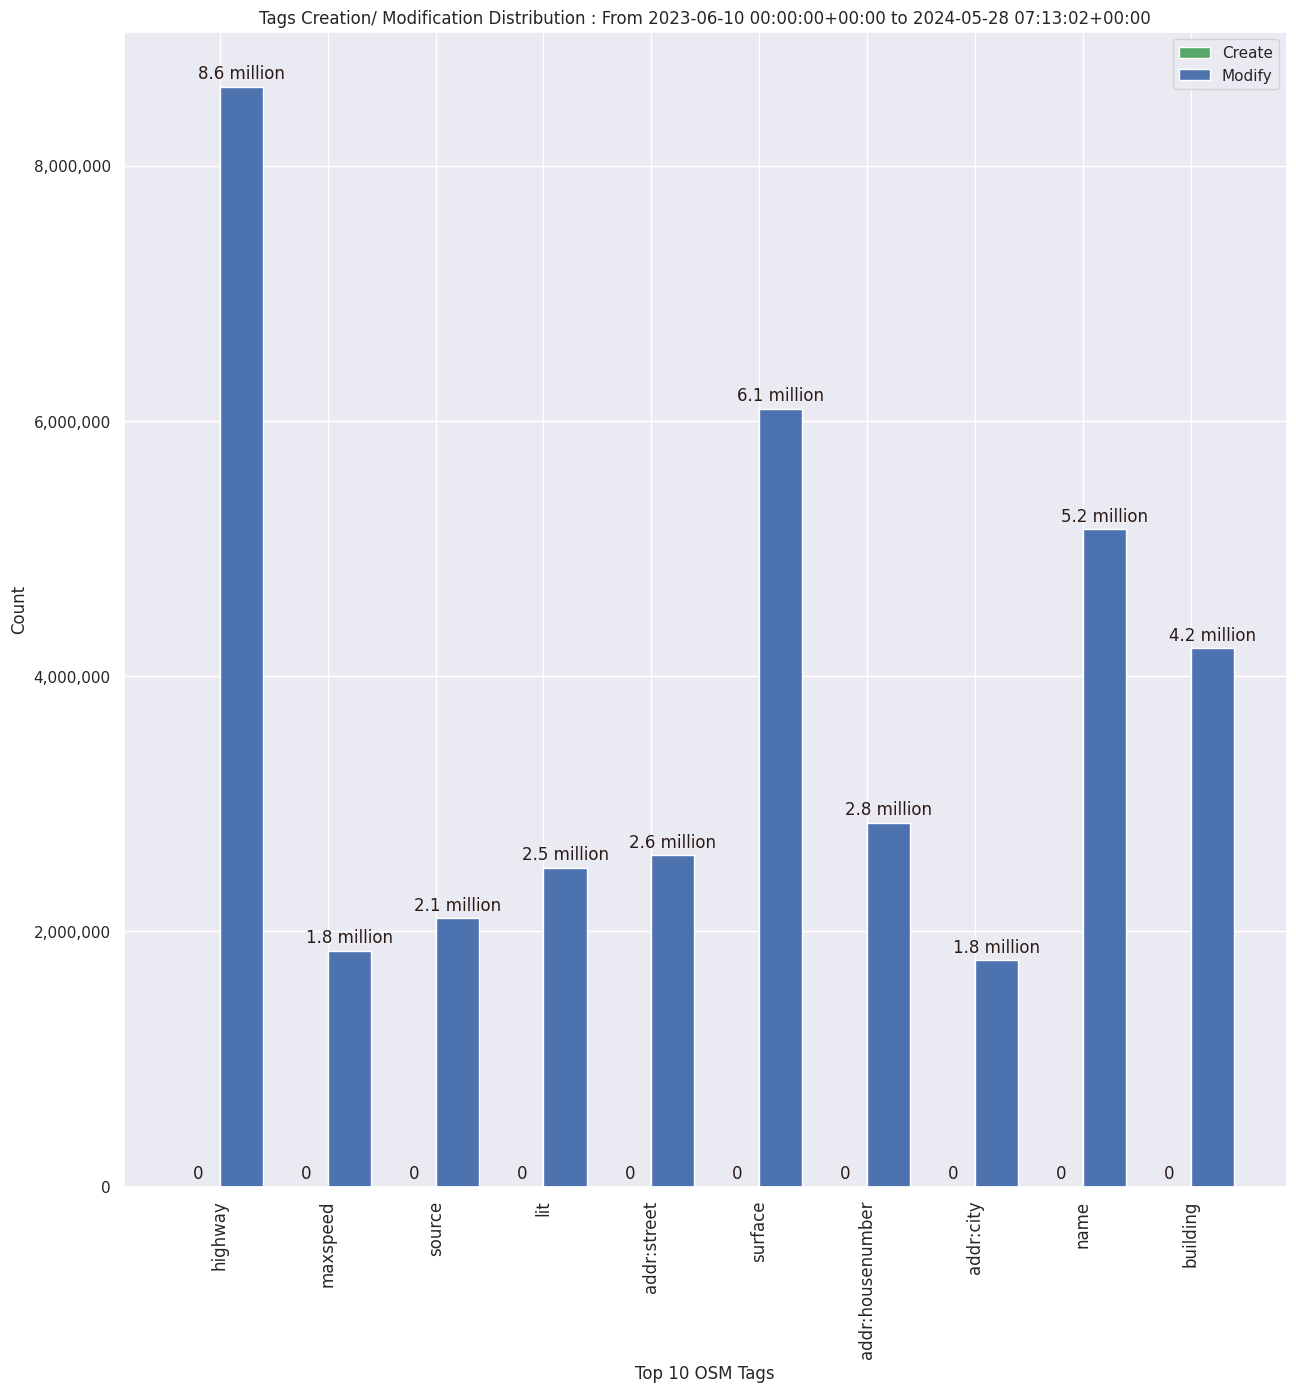 Tags Creation/ Modification Distribution : From 2023-06-10 00:00:00+00:00 to 2024-05-28 07:13:02+00:00
Create
Modify
8.6 million
8,000,000
6.1 million
6,000,000
5.2 million
Count
4.2 million
4,000,000
2.8 million
2.6 million
2.5 million
2.1 million
1.8 million
1.8 million
2,000,000
0 0 0 0 0 0 0 0 0 0
0
highway
maxspeed
source
lit
addr:street
surface
addr:housenumber
addr:city
name
building
Top 10 OSM Tags